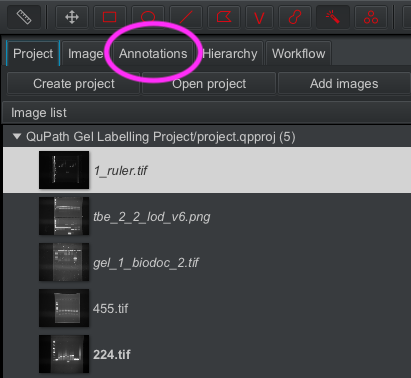 Project Image Annotations Hierarchy Workflow
Create project Open project Add images
Image list
QuPath Gel Labelling Project/project.qpproj (5)
1_ruler.tif
tbe_2_2_lod_v6.png
gel_1_biodoc_2.tif
455.tif
224.tif